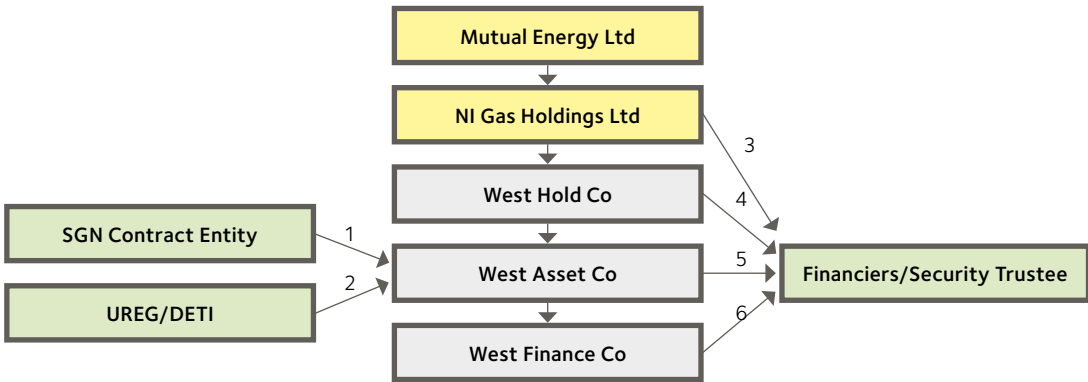 Mutual Energy Ltd
NI Gas Holdings Ltd
3
West Hold Co
4
SGN Contract Entity
1
West Asset Co
5
Financiers/Security Trustee
2
UREG/DETI
6
West Finance Co